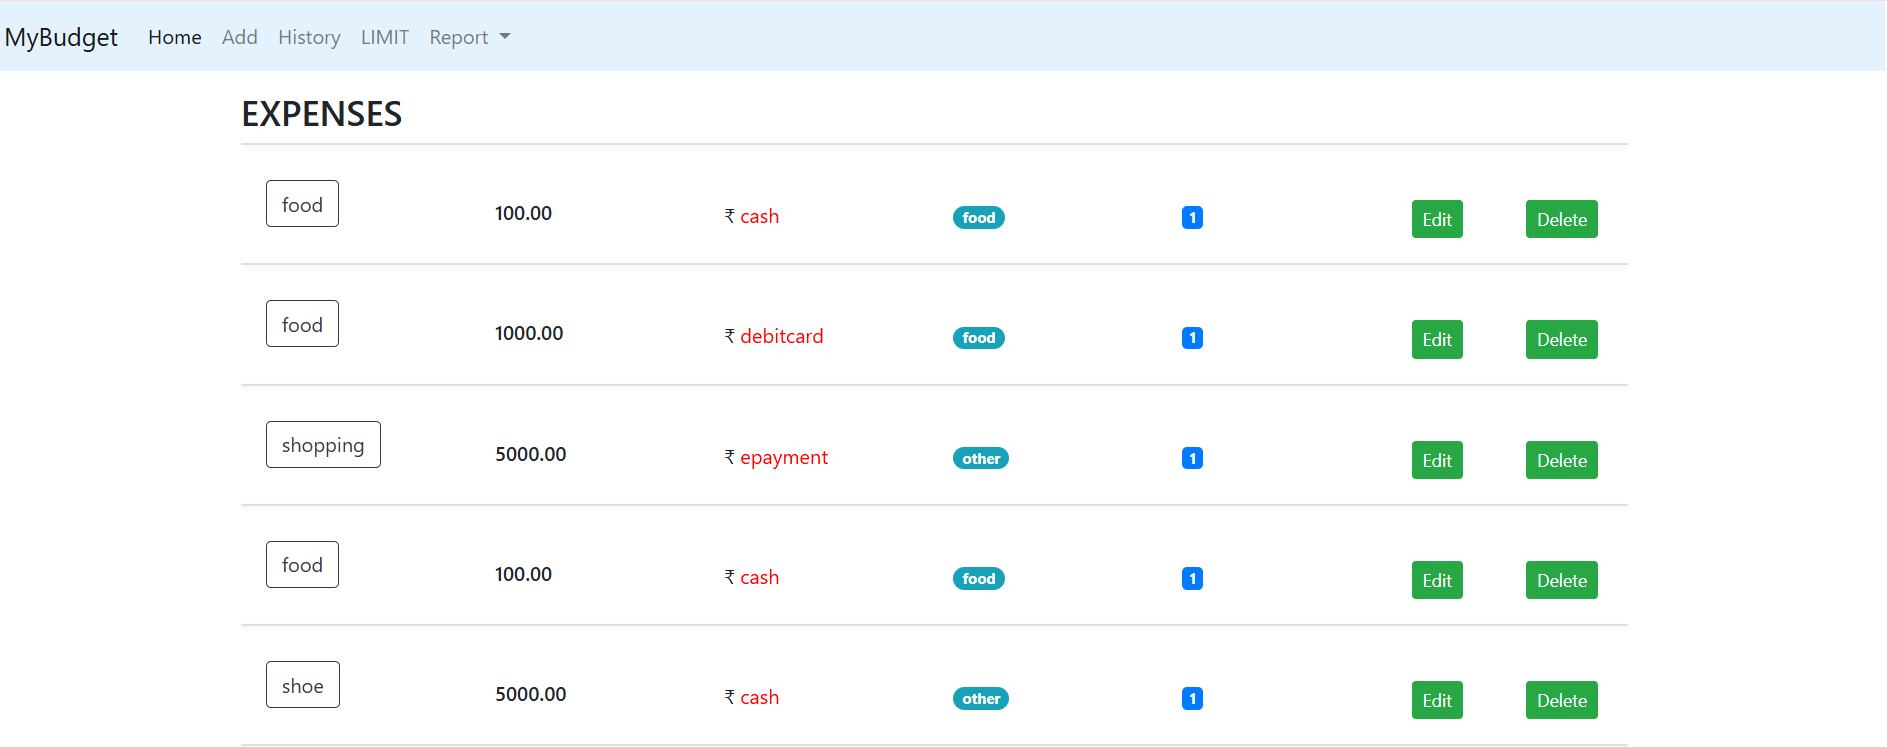 MyBudget Home Add History LIMIT Report
EXPENSES
food 100.00 ₹ cash food 1 Edit Delete
food 1000.00 ₹ debitcard food 1 Edit Delete
shopping 5000.00 ₹ epayment other 1 Edit Delete
food 100.00 ₹ cash food 1 Edit Delete
shoe 5000.00 ₹ cash other 1 Edit Delete